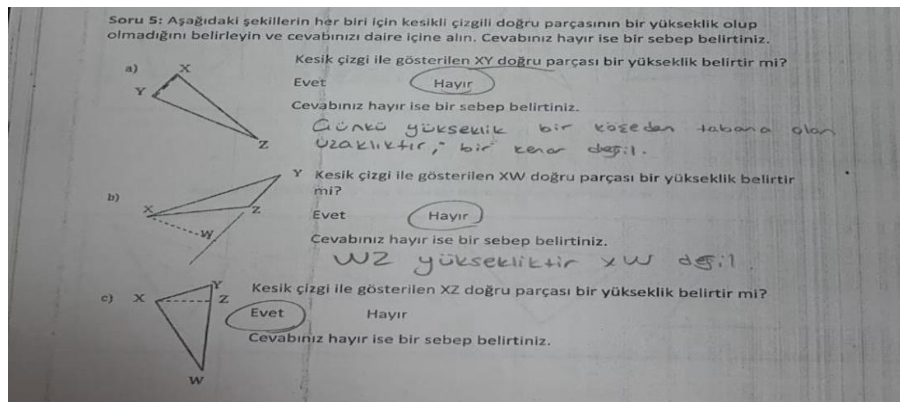 Soru 5: Aşağıdaki şekillerin her biri için kesikli çizgili doğru parçasının bir yükseklik olup
olmadığını belirleyin ve cevabınızı daire içine alın. Cevabınız hayır ise bir sebep belirtiniz.
a)
X
Y
Z
Kesik çizgi ile gösterilen XY doğru parçası bir yükseklik belirtir mi?
Evet Hayır
Cevabınız hayır ise bir sebep belirtiniz.
Günkü yükseklik bir köşeden tabana olan
uzaklıktır, bir kenar değil.
b)
X
Y
Z
W
Kesik çizgi ile gösterilen XW doğru parçası bir yükseklik belirtir
mi?
Evet Hayır
Cevabınız hayır ise bir sebep belirtiniz.
WZ yüksekliktir XW değil
c)
X
Y
Z
W
Kesik çizgi ile gösterilen XZ doğru parçası bir yükseklik belirtir mi?
Evet Hayır
Cevabınız hayır ise bir sebep belirtiniz.